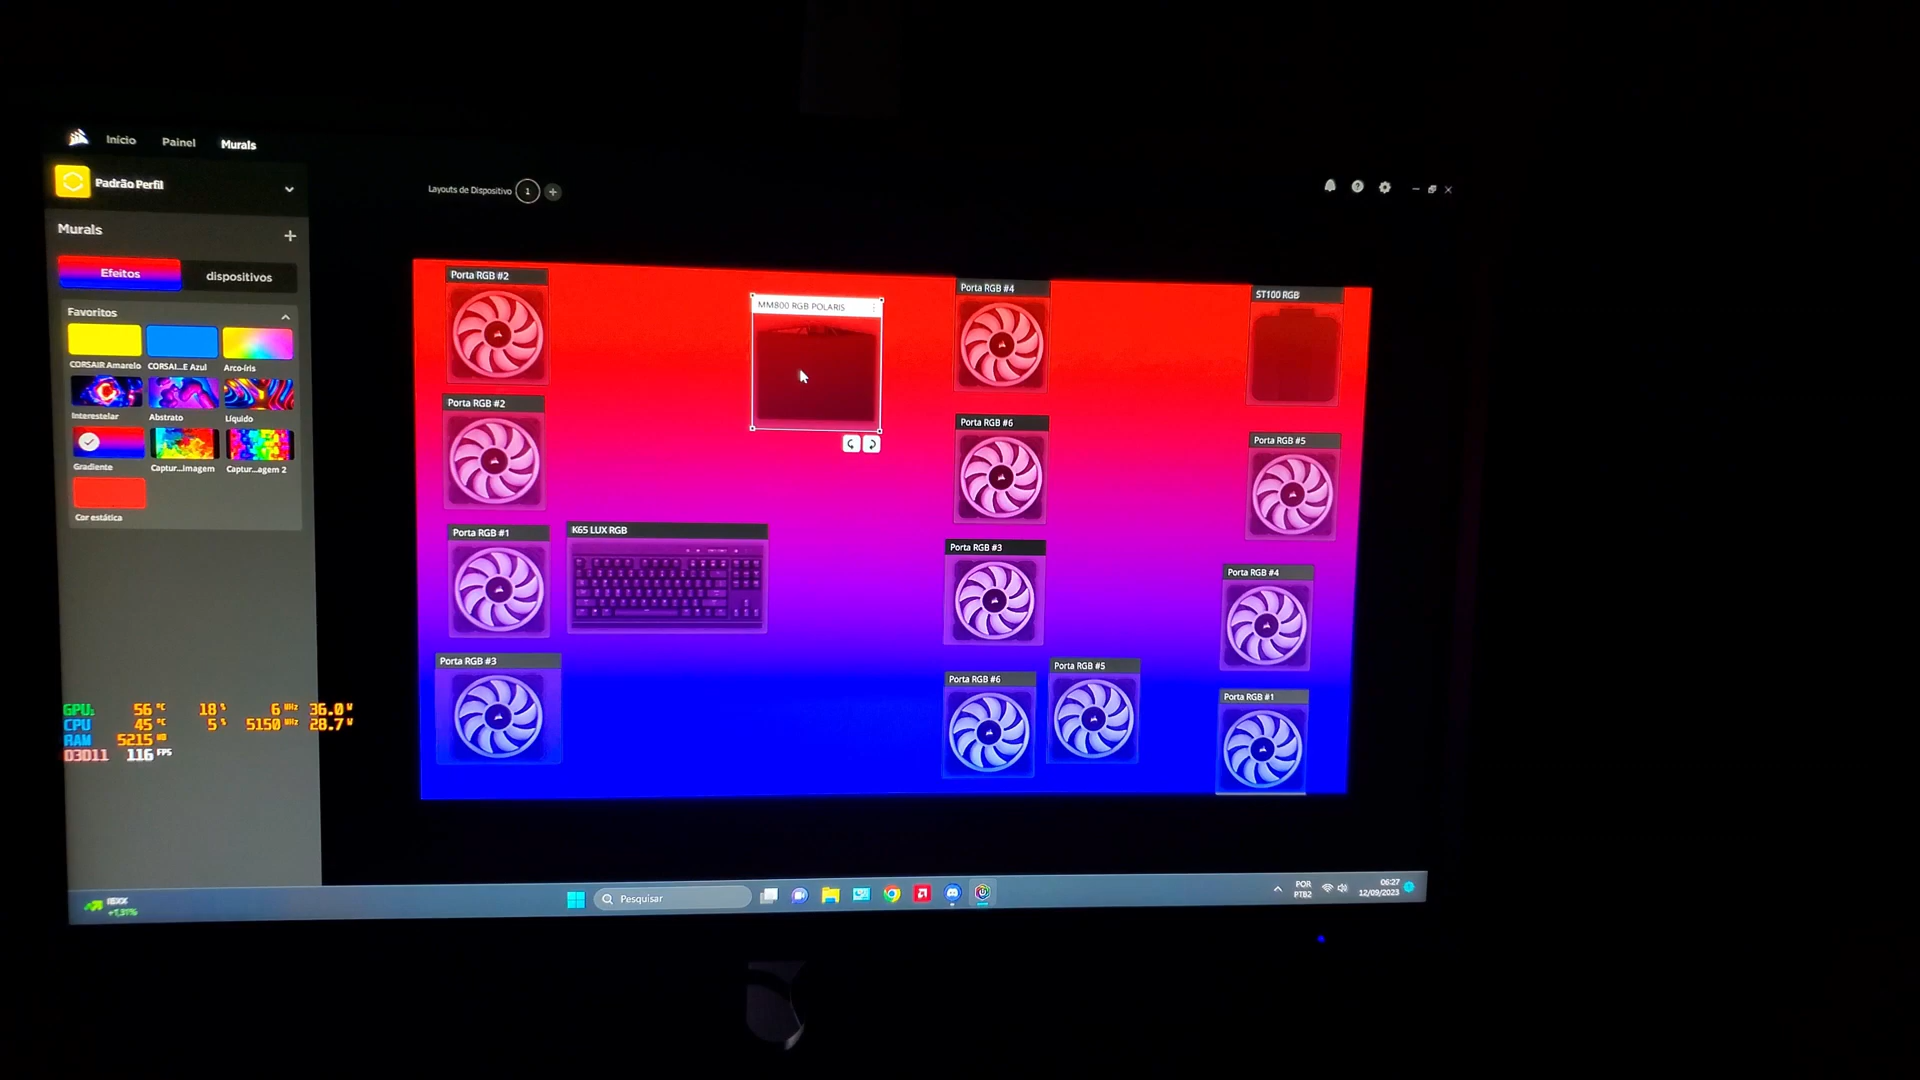 Início Painel Murals
Padrão Perfil
Layouts de Dispositivo 1 +
Murals +
Efeitos dispositivos
Favoritos
CORSAIR Amarelo CORSAI...E Azul Arco-íris
Interestelar Abstrato Líquido
Gradiente Captur...Imagem Captur...agem 2
Cor estática
Porta RGB #2
Porta RGB #2
Porta RGB #1
Porta RGB #3
K65 LUX RGB
MM800 RGB POLARIS
Porta RGB #4
Porta RGB #6
Porta RGB #3
Porta RGB #6
Porta RGB #5
ST100 RGB
Porta RGB #5
Porta RGB #4
Porta RGB #1
GPU 56 °C 18 % 6 MHz 36.0 W
CPU 45 °C 5 % 5150 MHz 28.7 W
RAM 5215 MB
D3D11 116 FPS
+1,31%
Pesquisar
POR
PTB2
06:27
12/09/2023